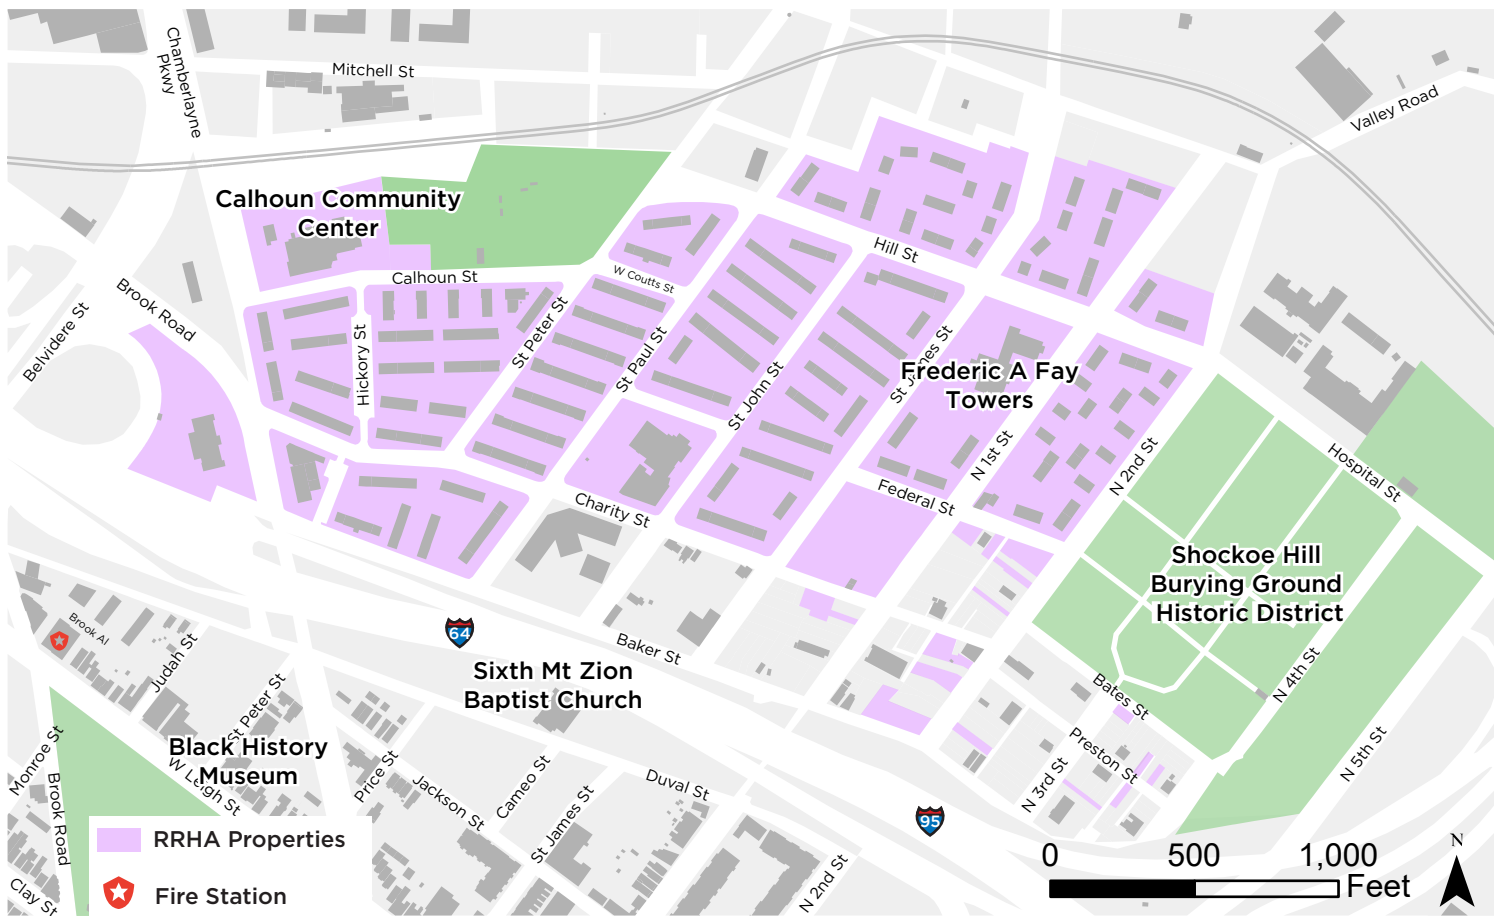 Chamberlayne
Pkwy
Mitchell St
Valley Road
Calhoun Community
Center
Hill St
Calhoun St
W Coutts St
Brook Road
Belvidere St
Hickory St
St Peter St
St Paul St
St John St
St James St
Frederic A Fay
Towers
N 1st St
N 2nd St
Hospital St
Charity St
Federal St
Shockoe Hill
Burying Ground
Historic District
Brook Al
Judah St
64
Baker St
Sixth Mt Zion
Baptist Church
N 4th St
Bates St
St Peter St
Black History
Museum
W Leigh St
Monroe St
Brook Road
Price St
Jackson St
Cameo St
St James St
Duval St
Preston St
N 3rd St
N 5th St
95
N 2nd St
Clay St
RRHA Properties
Fire Station
0 500 1,000
Feet
N